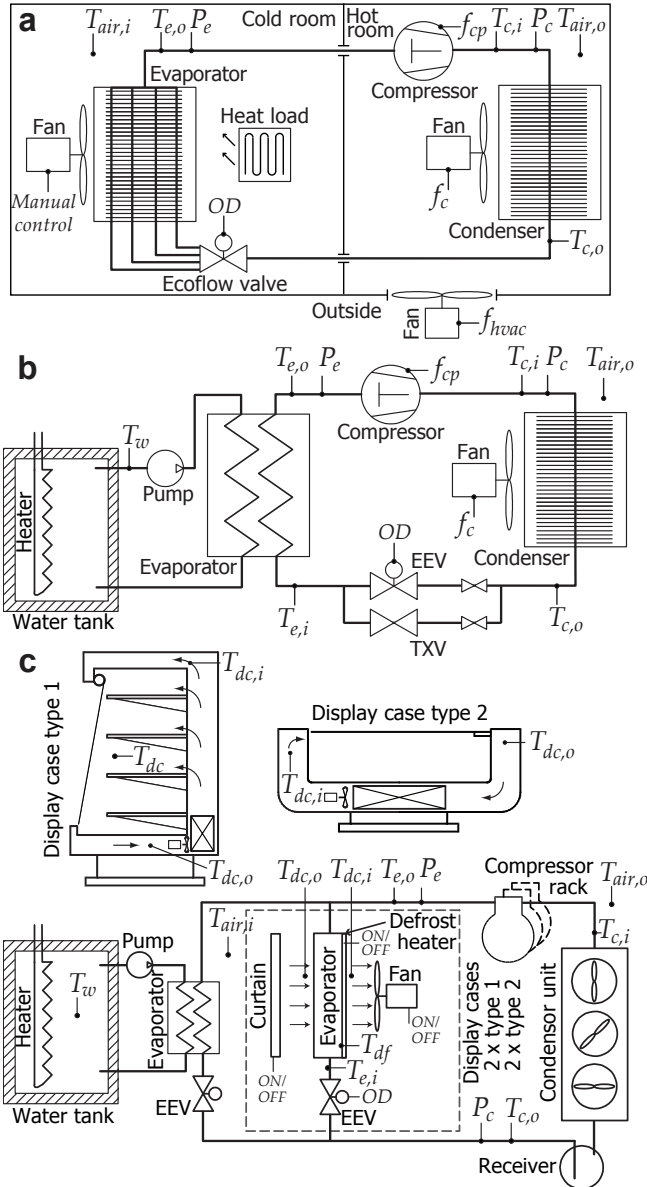 a
T_air,i
T_e,o
P_e
Cold room
Hot room
f_cp
T_c,i
P_c
T_air,o
Evaporator
Compressor
Fan
Heat load
Fan
Manual control
OD
f_c
Condenser
T_c,o
Ecoflow valve
Outside
Fan
f_hvac
b
T_e,o
P_e
f_cp
T_c,i
P_c
T_air,o
T_w
Compressor
Pump
Fan
Heater
OD
f_c
Evaporator
EEV
Condenser
Water tank
T_e,i
TXV
T_c,o
c
T_dc,i
Display case type 1
Display case type 2
T_dc
T_dc,o
T_dc,i
T_dc,o
T_dc,o
T_dc,i
T_e,o
P_e
Compressor rack
T_air,o
T_air,i
Defrost heater
ON/
OFF
T_c,i
Pump
Heater
T_w
Evaporator
Curtain
Evaporator
Fan
ON/
OFF
Display cases
2 x type 1
2 x type 2
Condensor unit
T_df
T_e,i
ON/
OFF
EEV
OD
EEV
Water tank
P_c
T_c,o
Receiver